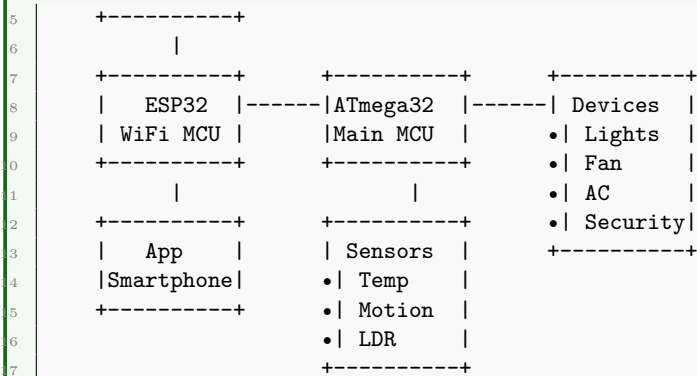 5        +----------+
6             |
7        +----------+      +----------+      +----------+
8        |   ESP32  |------|ATmega32  |------| Devices  |
9        | WiFi MCU |      |Main MCU  |      •| Lights  |
10       +----------+      +----------+      •| Fan     |
11            |                  |           •| AC      |
12       +----------+      +----------+      •| Security|
13       |   App    |      | Sensors  |      +----------+
14       |Smartphone|      •| Temp    |
15       +----------+      •| Motion  |
16                         •| LDR     |
17                         +----------+